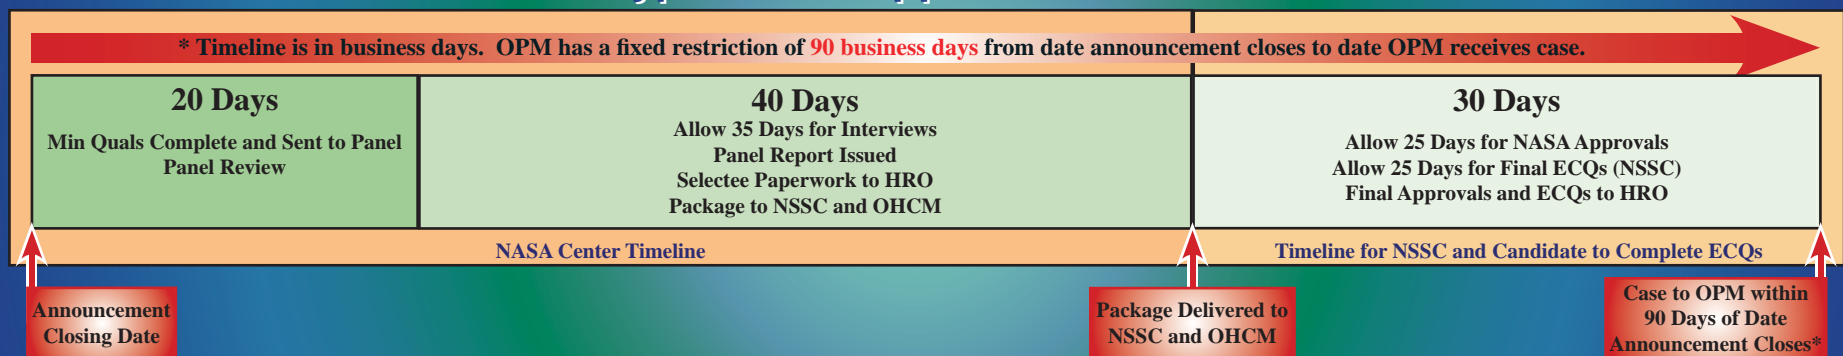 * Timeline is in business days. OPM has a fixed restriction of 90 business days from date announcement closes to date OPM receives case.
20 Days
Min Quals Complete and Sent to Panel
Panel Review
40 Days
Allow 35 Days for Interviews
Panel Report Issued
Selectee Paperwork to HRO
Package to NSSC and OHCM
30 Days
Allow 25 Days for NASA Approvals
Allow 25 Days for Final ECQs (NSSC)
Final Approvals and ECQs to HRO
NASA Center Timeline
Timeline for NSSC and Candidate to Complete ECQs
Announcement
Closing Date
Package Delivered to
NSSC and OHCM
Case to OPM within
90 Days of Date
Announcement Closes*